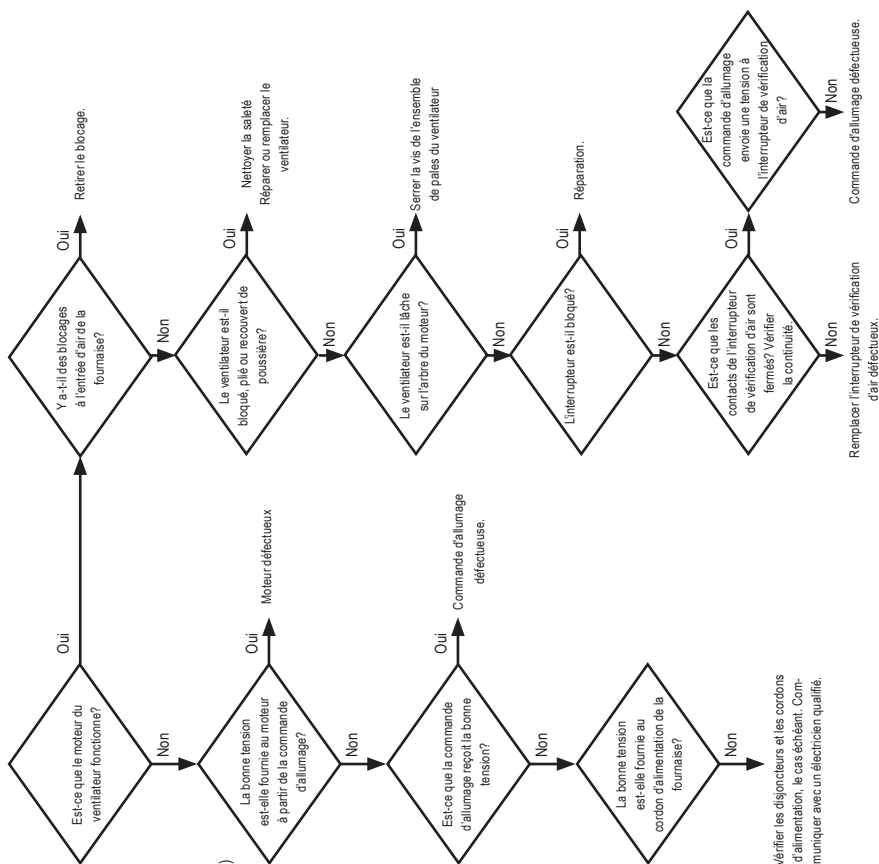 Est-ce que le moteur du
ventilateur fonctionne?
Oui
Non
La bonne tension
est-elle fournie au moteur
à partir de la commande
d'allumage?
Oui
Moteur défectueux
Non
Est-ce que la commande
d'allumage reçoit la bonne
tension?
Oui
Commande d'allumage
défectueuse.
Non
La bonne tension
est-elle fournie au
cordon d'alimentation de la
fournaise?
Non
Vérifier les disjoncteurs et les cordons
d'alimentation, le cas échéant. Com-
muniquer avec un électricien qualifié.
)
Y a-t-il des blocages
à l'entrée d'air de la
fournaise?
Oui
Retirer le blocage.
Non
Le ventilateur est-il
bloqué, plié ou recouvert de
poussière?
Oui
Nettoyer la saleté
Réparer ou remplacer le
ventilateur.
Non
Le ventilateur est-il lâche
sur l'arbre du moteur?
Oui
Serrer la vis de l'ensemble
de pales du ventilateur
Non
L'interrupteur est-il bloqué?
Oui
Réparation.
Non
Est-ce que les
contacts de l'interrupteur
de vérification d'air sont
fermés? Vérifier
la continuité.
Oui
Non
Remplacer l'interrupteur de vérification
d'air défectueux.
Est-ce que la
commande d'allumage
envoie une tension à
l'interrupteur de vérification
d'air?
Non
Commande d'allumage défectueuse.